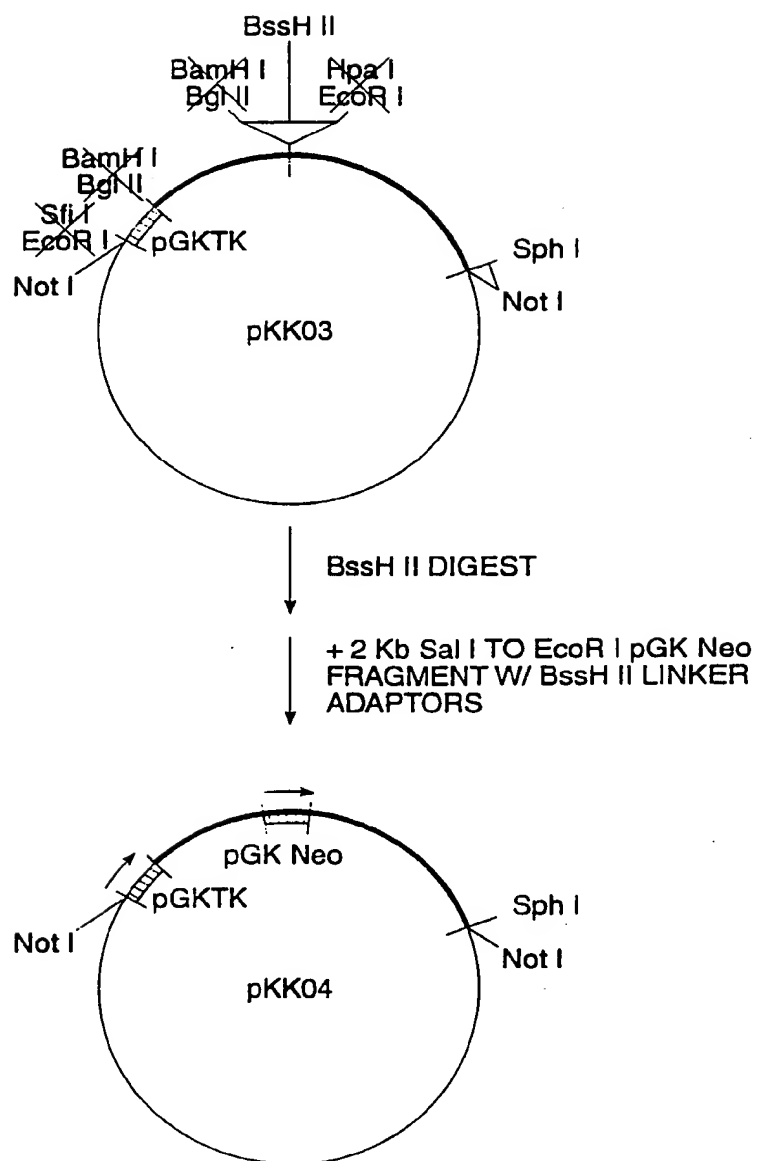 BssH II
BamH I
Bgl II
Hpa I
EcoR I
BamH I
Bgl II
Sfi I
EcoR I
pGKTK
Not I
Sph I
Not I
pKK03
BssH II DIGEST
+ 2 Kb Sal I TO EcoR I pGK Neo
FRAGMENT W/ BssH II LINKER
ADAPTORS
pGK Neo
pGKTK
Not I
Sph I
Not I
pKK04